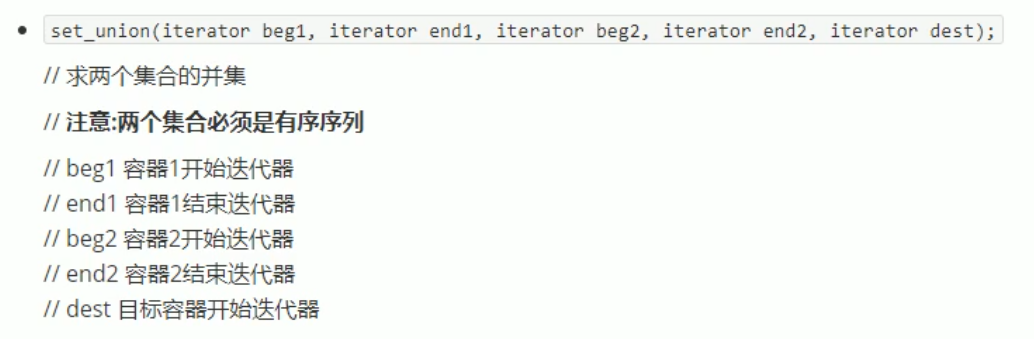 set_union(iterator beg1, iterator end1, iterator beg2, iterator end2, iterator dest);
// 求两个集合的并集
// 注意:两个集合必须是有序序列
// beg1 容器1开始迭代器
// end1 容器1结束迭代器
// beg2 容器2开始迭代器
// end2 容器2结束迭代器
// dest 目标容器开始迭代器